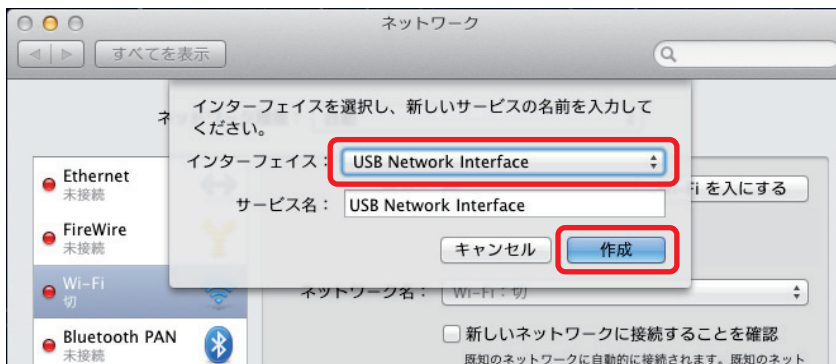 ネットワーク
すべてを表示
インターフェイスを選択し、新しいサービスの名前を入力して
ください。
インターフェイス： USB Network Interface
サービス名： USB Network Interface
キャンセル 作成
ネ
Fi を入にする
Ethernet
未接続
FireWire
未接続
Wi-Fi
切
ネットワーク名： Wi-Fi：切
Bluetooth PAN
未接続
新しいネットワークに接続することを確認
既知のネットワークに自動的に接続されます。既知のネット